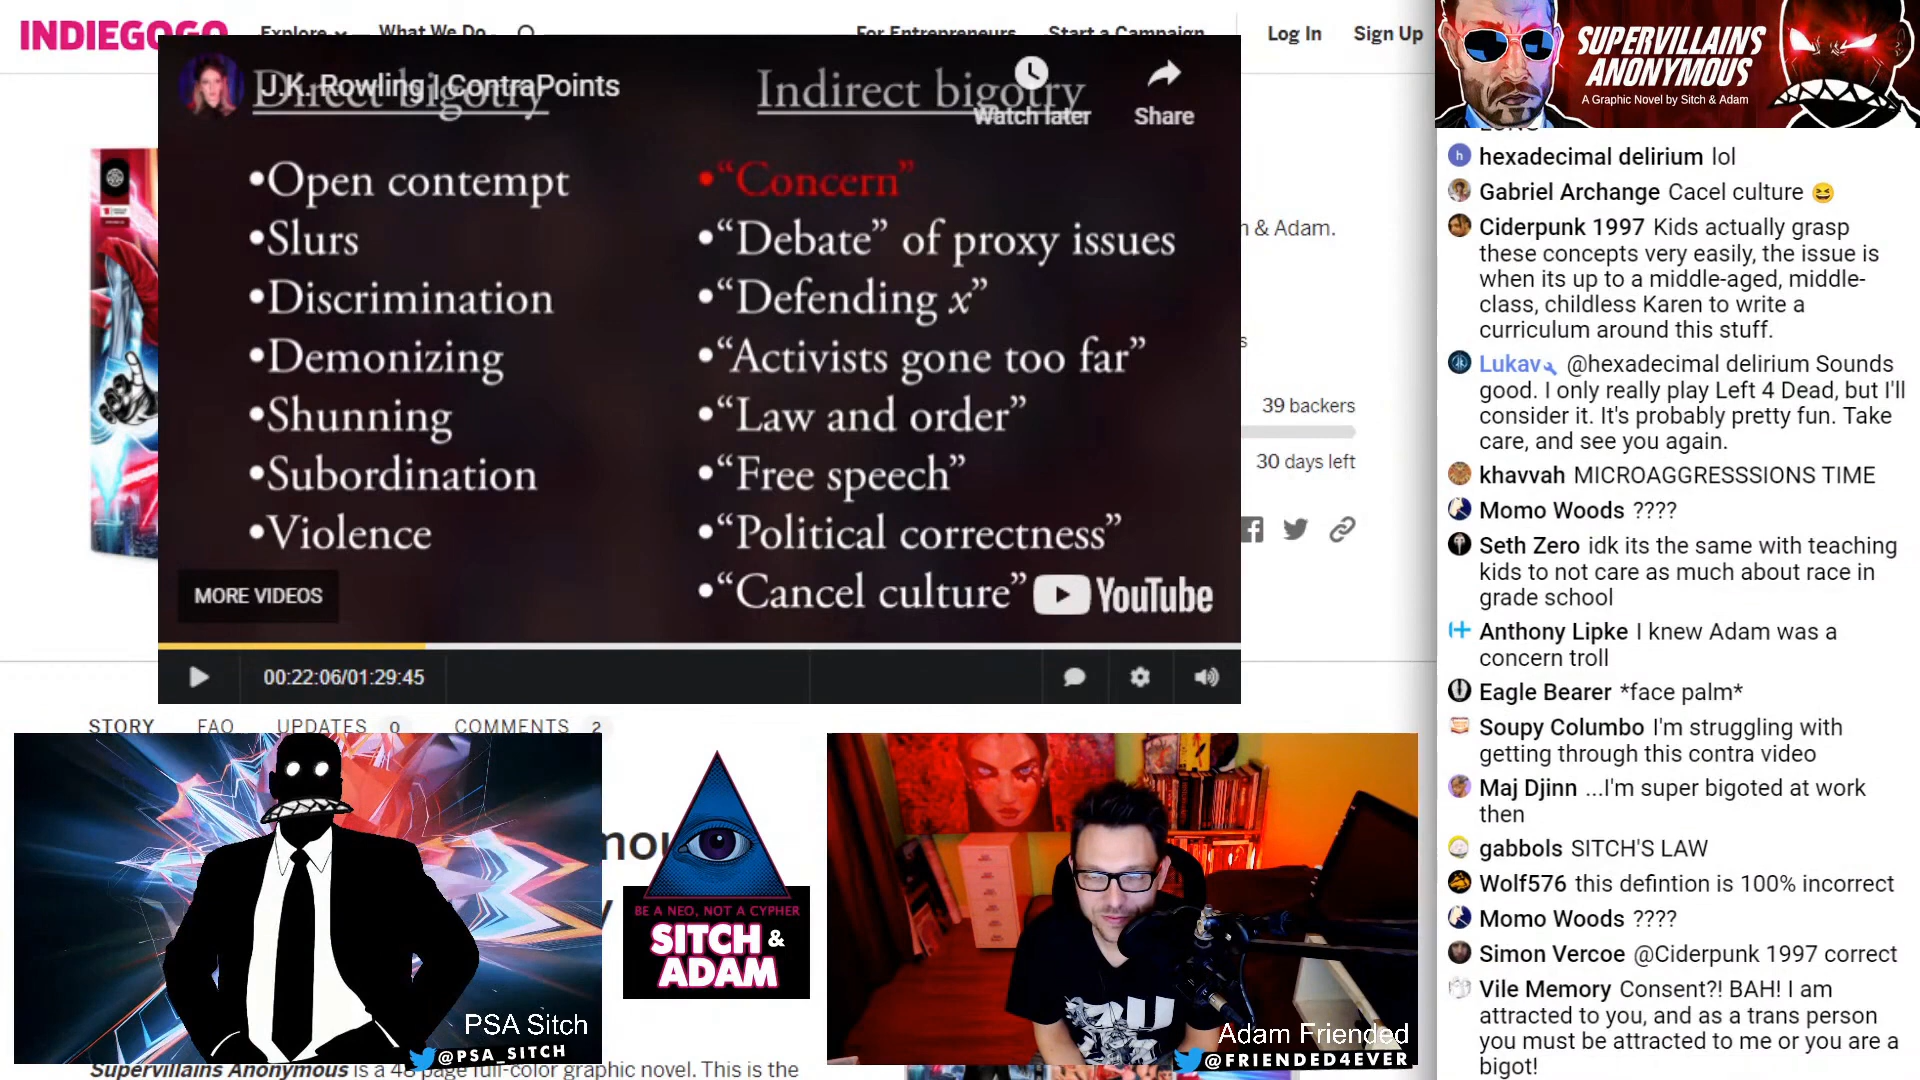 INDIEGOGO
Explore
What We Do
For Entrepreneurs
Start a Campaign
Log In
Sign Up
J.K. Rowling | ContraPoints
Watch later
Share
Direct bigotry
•Open contempt
•Slurs
•Discrimination
•Demonizing
•Shunning
•Subordination
•Violence
Indirect bigotry
•“Concern”
•“Debate” of proxy issues
•“Defending x”
•“Activists gone too far”
•“Law and order”
•“Free speech”
•“Political correctness”
•“Cancel culture”
YouTube
MORE VIDEOS
00:22:06/01:29:45
& Adam.
39 backers
30 days left
STORY
FAQ
UPDATES 0
COMMENTS 2
PSA Sitch
@PSA_SITCH
BE A NEO, NOT A CYPHER
SITCH &
ADAM
Adam Friended
@FRIENDED4EVER
Supervillains Anonymous is a 48 page full-color graphic novel. This is the
SUPERVILLAINS
ANONYMOUS
A Graphic Novel by Sitch & Adam
hexadecimal delirium lol
Gabriel Archange Cacel culture 😆
Ciderpunk 1997 Kids actually grasp
these concepts very easily, the issue is
when its up to a middle-aged, middle-
class, childless Karen to write a
curriculum around this stuff.
Lukav @hexadecimal delirium Sounds
good. I only really play Left 4 Dead, but I'll
consider it. It's probably pretty fun. Take
care, and see you again.
khavvah MICROAGGRESSSIONS TIME
Momo Woods ????
Seth Zero idk its the same with teaching
kids to not care as much about race in
grade school
Anthony Lipke I knew Adam was a
concern troll
Eagle Bearer *face palm*
Soupy Columbo I'm struggling with
getting through this contra video
Maj Djinn ...I'm super bigoted at work
then
gabbols SITCH'S LAW
Wolf576 this defintion is 100% incorrect
Momo Woods ????
Simon Vercoe @Ciderpunk 1997 correct
Vile Memory Consent?! BAH! I am
attracted to you, and as a trans person
you must be attracted to me or you are a
bigot!